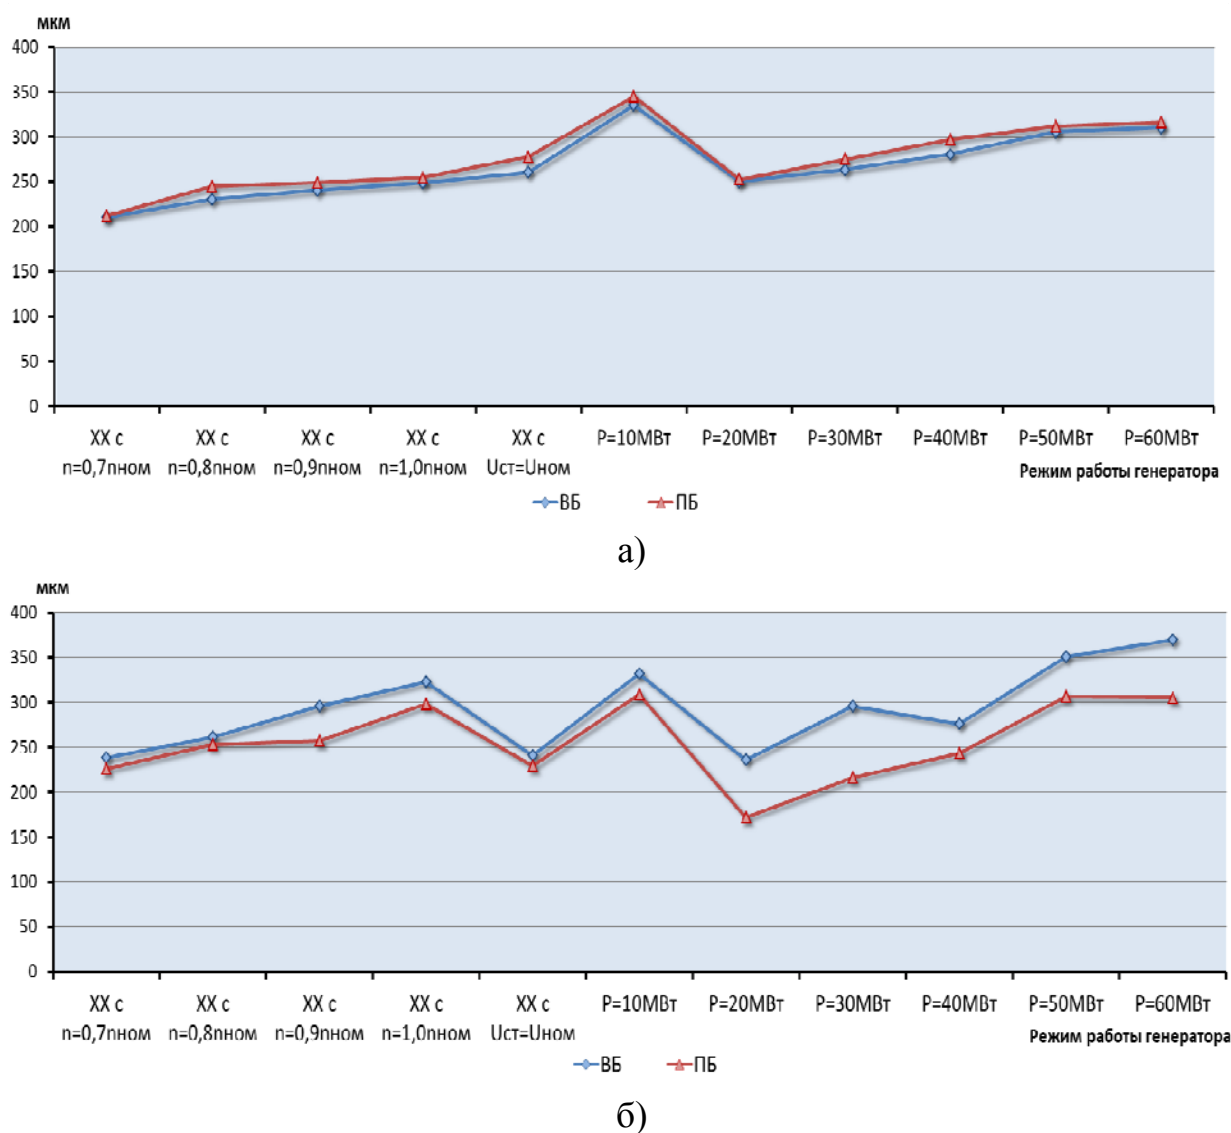 мкм
400
350
300
250
200
150
100
50
0
ХХ с ХХ с ХХ с ХХ с ХХ с Р=10МВт Р=20МВт Р=30МВт Р=40МВт Р=50МВт Р=60МВт
n=0,7nном n=0,8nном n=0,9nном n=1,0nном Uст=Uном Режим работы генератора
ВБ ПБ
а)
мкм
400
350
300
250
200
150
100
50
0
ХХ с ХХ с ХХ с ХХ с ХХ с Р=10МВт Р=20МВт Р=30МВт Р=40МВт Р=50МВт Р=60МВт
n=0,7nном n=0,8nном n=0,9nном n=1,0nном Uст=Uном Режим работы генератора
ВБ ПБ
б)